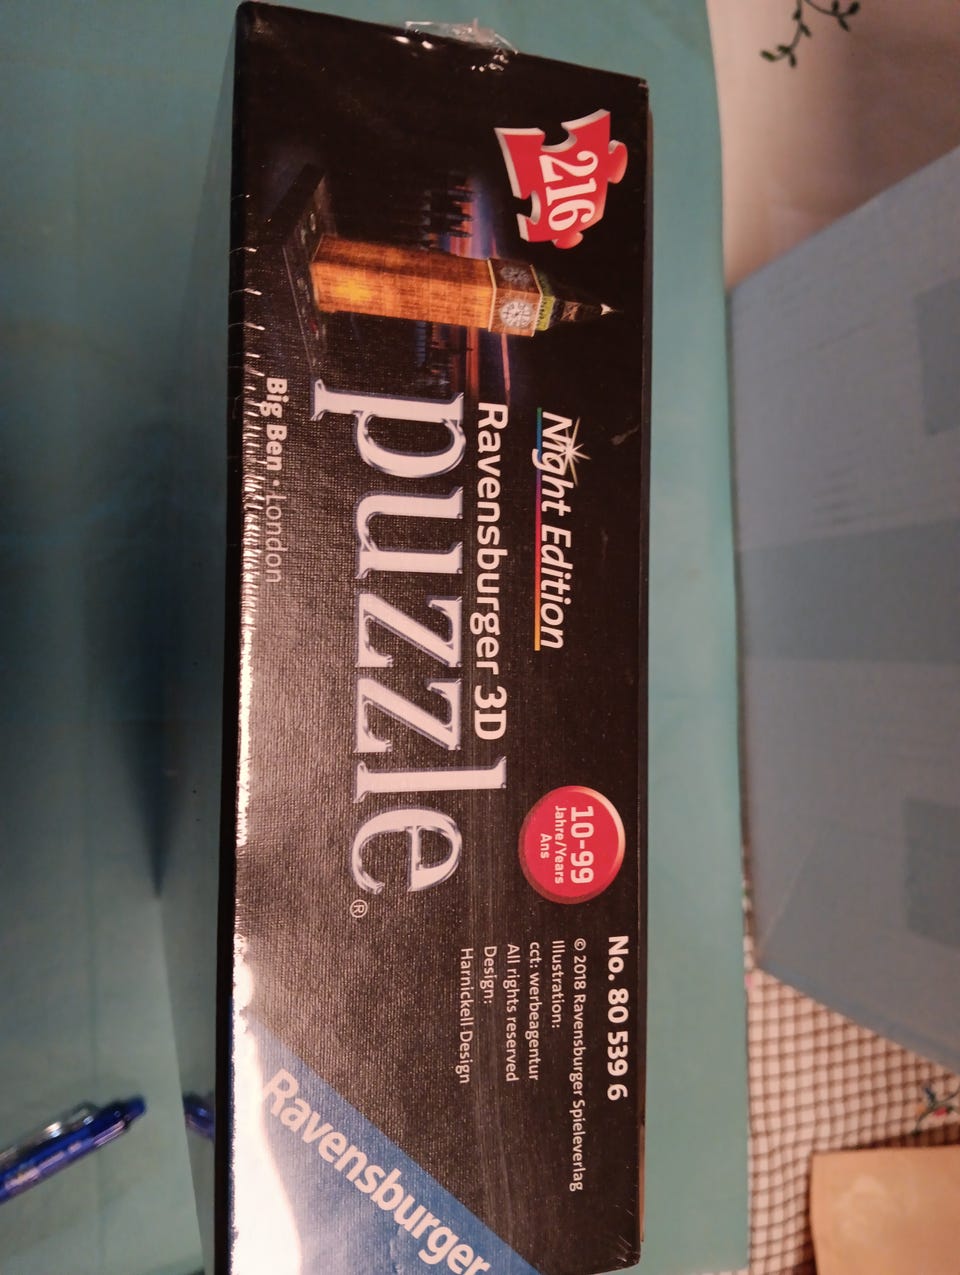 216
Night Edition
Ravensburger 3D
puzzle®
Big Ben • London
10-99
Jahre/Years
Ans
No. 80 539 6
© 2018 Ravensburger Spieleverlag
Illustration:
cct: werbeagentur
All rights reserved
Design:
Harnickell Design
Ravensburger